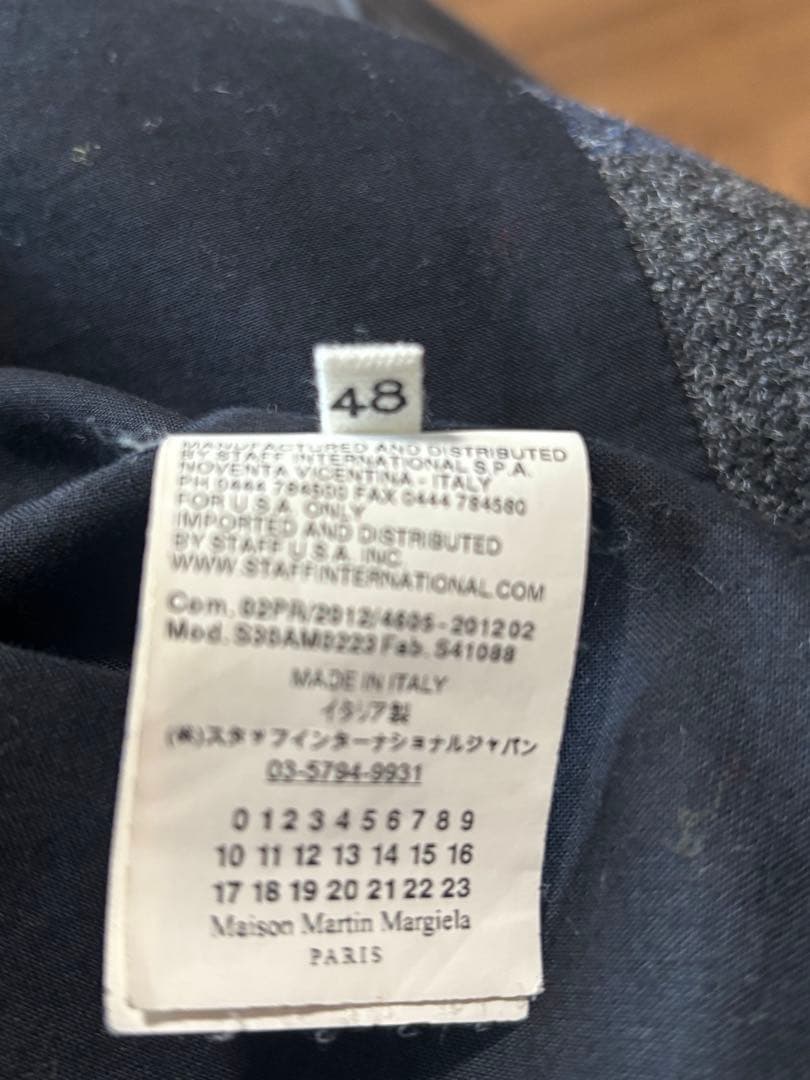 48
MANUFACTURED AND DISTRIBUTED
BY STAFF INTERNATIONAL S.P.A.
NOVENTA VICENTINA - ITALY
PH 0444 784500 FAX 0444 784580
FOR U.S.A. ONLY
IMPORTED AND DISTRIBUTED
BY STAFF U.S.A. INC
WWW.STAFFINTERNATIONAL.COM
Com. 02PR/2012/4605-201202
Mod. S30AM0223 Fab. S41088
MADE IN ITALY
イタリア製
(株)スタッフインターナショナルジャパン
03-5794-9931
0 1 2 3 4 5 6 7 8 9
10 11 12 13 14 15 16
17 18 19 20 21 22 23
Maison Martin Margiela
PARIS